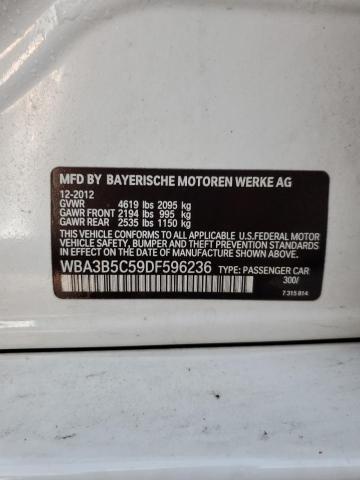 MFD BY BAYERISCHE MOTOREN WERKE AG
12-2012
GVWR 4619 lbs 2095 kg
GAWR FRONT 2194 lbs 995 kg
GAWR REAR 2535 lbs 1150 kg
THIS VEHICLE CONFORMS TO ALL APPLICABLE U.S.FEDERAL MOTOR
VEHICLE SAFETY, BUMPER AND THEFT PREVENTION STANDARDS
IN EFFECT ON THE DATE OF MANUFACTURE SHOWN ABOVE.
WBA3B5C59DF596236 TYPE: PASSENGER CAR
300/
7 315 814